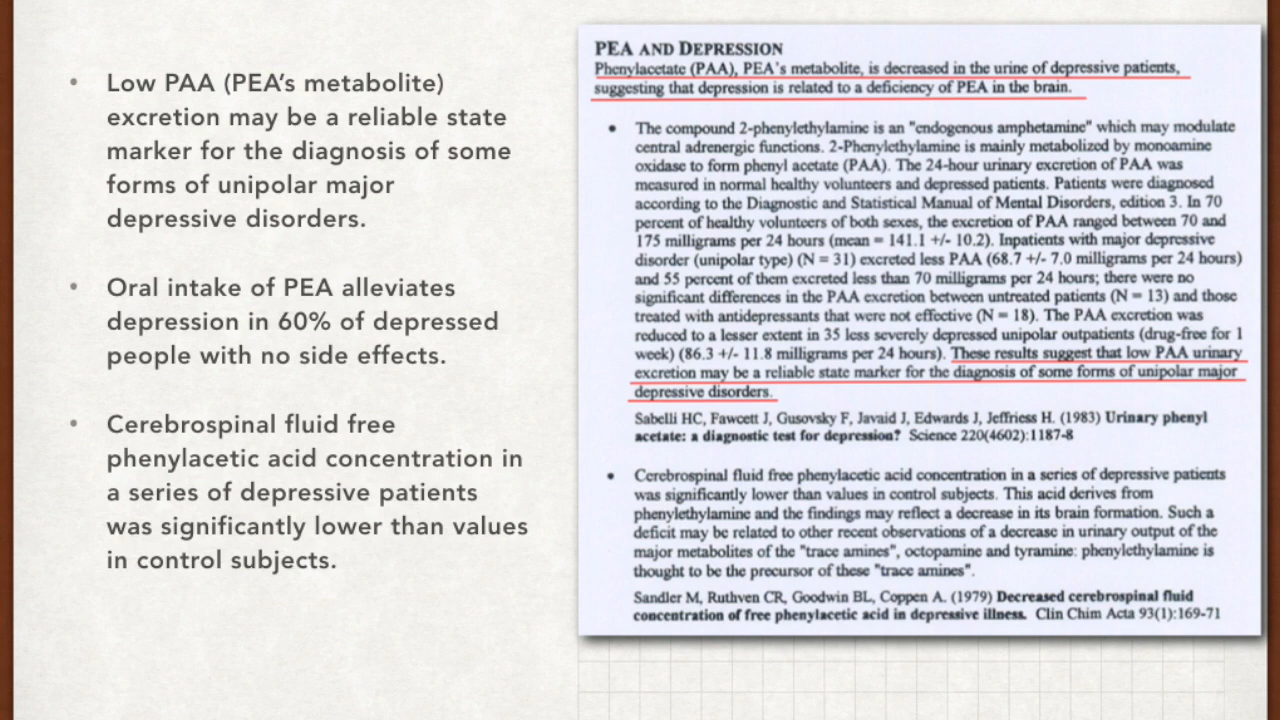 • Low PAA (PEA’s metabolite)
excretion may be a reliable state
marker for the diagnosis of some
forms of unipolar major
depressive disorders.
• Oral intake of PEA alleviates
depression in 60% of depressed
people with no side effects.
• Cerebrospinal fluid free
phenylacetic acid concentration in
a series of depressive patients
was significantly lower than values
in control subjects.
PEA AND DEPRESSION
Phenylacetate (PAA), PEA's metabolite, is decreased in the urine of depressive patients,
suggesting that depression is related to a deficiency of PEA in the brain.
• The compound 2-phenylethylamine is an "endogenous amphetamine" which may modulate
central adrenergic functions. 2-Phenylethylamine is mainly metabolized by monoamine
oxidase to form phenyl acetate (PAA). The 24-hour urinary excretion of PAA was
measured in normal healthy volunteers and depressed patients. Patients were diagnosed
according to the Diagnostic and Statistical Manual of Mental Disorders, edition 3. In 70
percent of healthy volunteers of both sexes, the excretion of PAA ranged between 70 and
175 milligrams per 24 hours (mean = 141.1 +/- 10.2). Inpatients with major depressive
disorder (unipolar type) (N = 31) excreted less PAA (68.7 +/- 7.0 milligrams per 24 hours)
and 55 percent of them excreted less than 70 milligrams per 24 hours; there were no
significant differences in the PAA excretion between untreated patients (N = 13) and those
treated with antidepressants that were not effective (N = 18). The PAA excretion was
reduced to a lesser extent in 35 less severely depressed unipolar outpatients (drug-free for 1
week) (86.3 +/- 11.8 milligrams per 24 hours). These results suggest that low PAA urinary
excretion may be a reliable state marker for the diagnosis of some forms of unipolar major
depressive disorders.
Sabelli HC, Fawcett J, Gusovsky F, Javaid J, Edwards J, Jeffriess H. (1983) Urinary phenyl
acetate: a diagnostic test for depression? Science 220(4602):1187-8
• Cerebrospinal fluid free phenylacetic acid concentration in a series of depressive patients
was significantly lower than values in control subjects. This acid derives from
phenylethylamine and the findings may reflect a decrease in its brain formation. Such a
deficit may be related to other recent observations of a decrease in urinary output of the
major metabolites of the "trace amines", octopamine and tyramine: phenylethylamine is
thought to be the precursor of these "trace amines".
Sandler M, Ruthven CR, Goodwin BL, Coppen A. (1979) Decreased cerebrospinal fluid
concentration of free phenylacetic acid in depressive illness. Clin Chim Acta 93(1):169-71